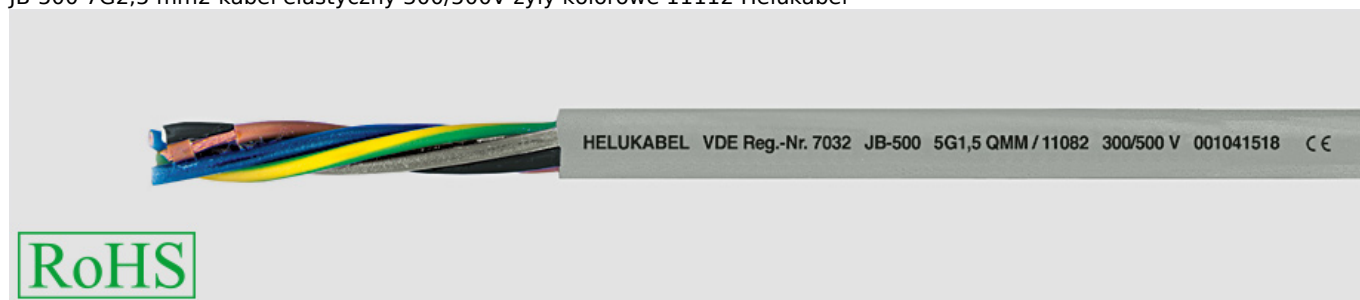 JB-500 7G2,5 mm2 kabel elastyczny 300/500V żyły kolorowe 11112 Helukabel
HELUKABEL VDE Reg.-Nr. 7032 JB-500 5G1,5 QMM / 11082 300/500 V 001041518 CE
RoHS